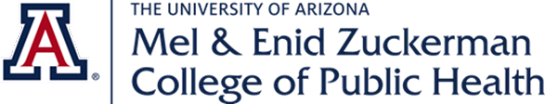 THE UNIVERSITY OF ARIZONA
Mel & Enid Zuckerman
College of Public Health
A
®